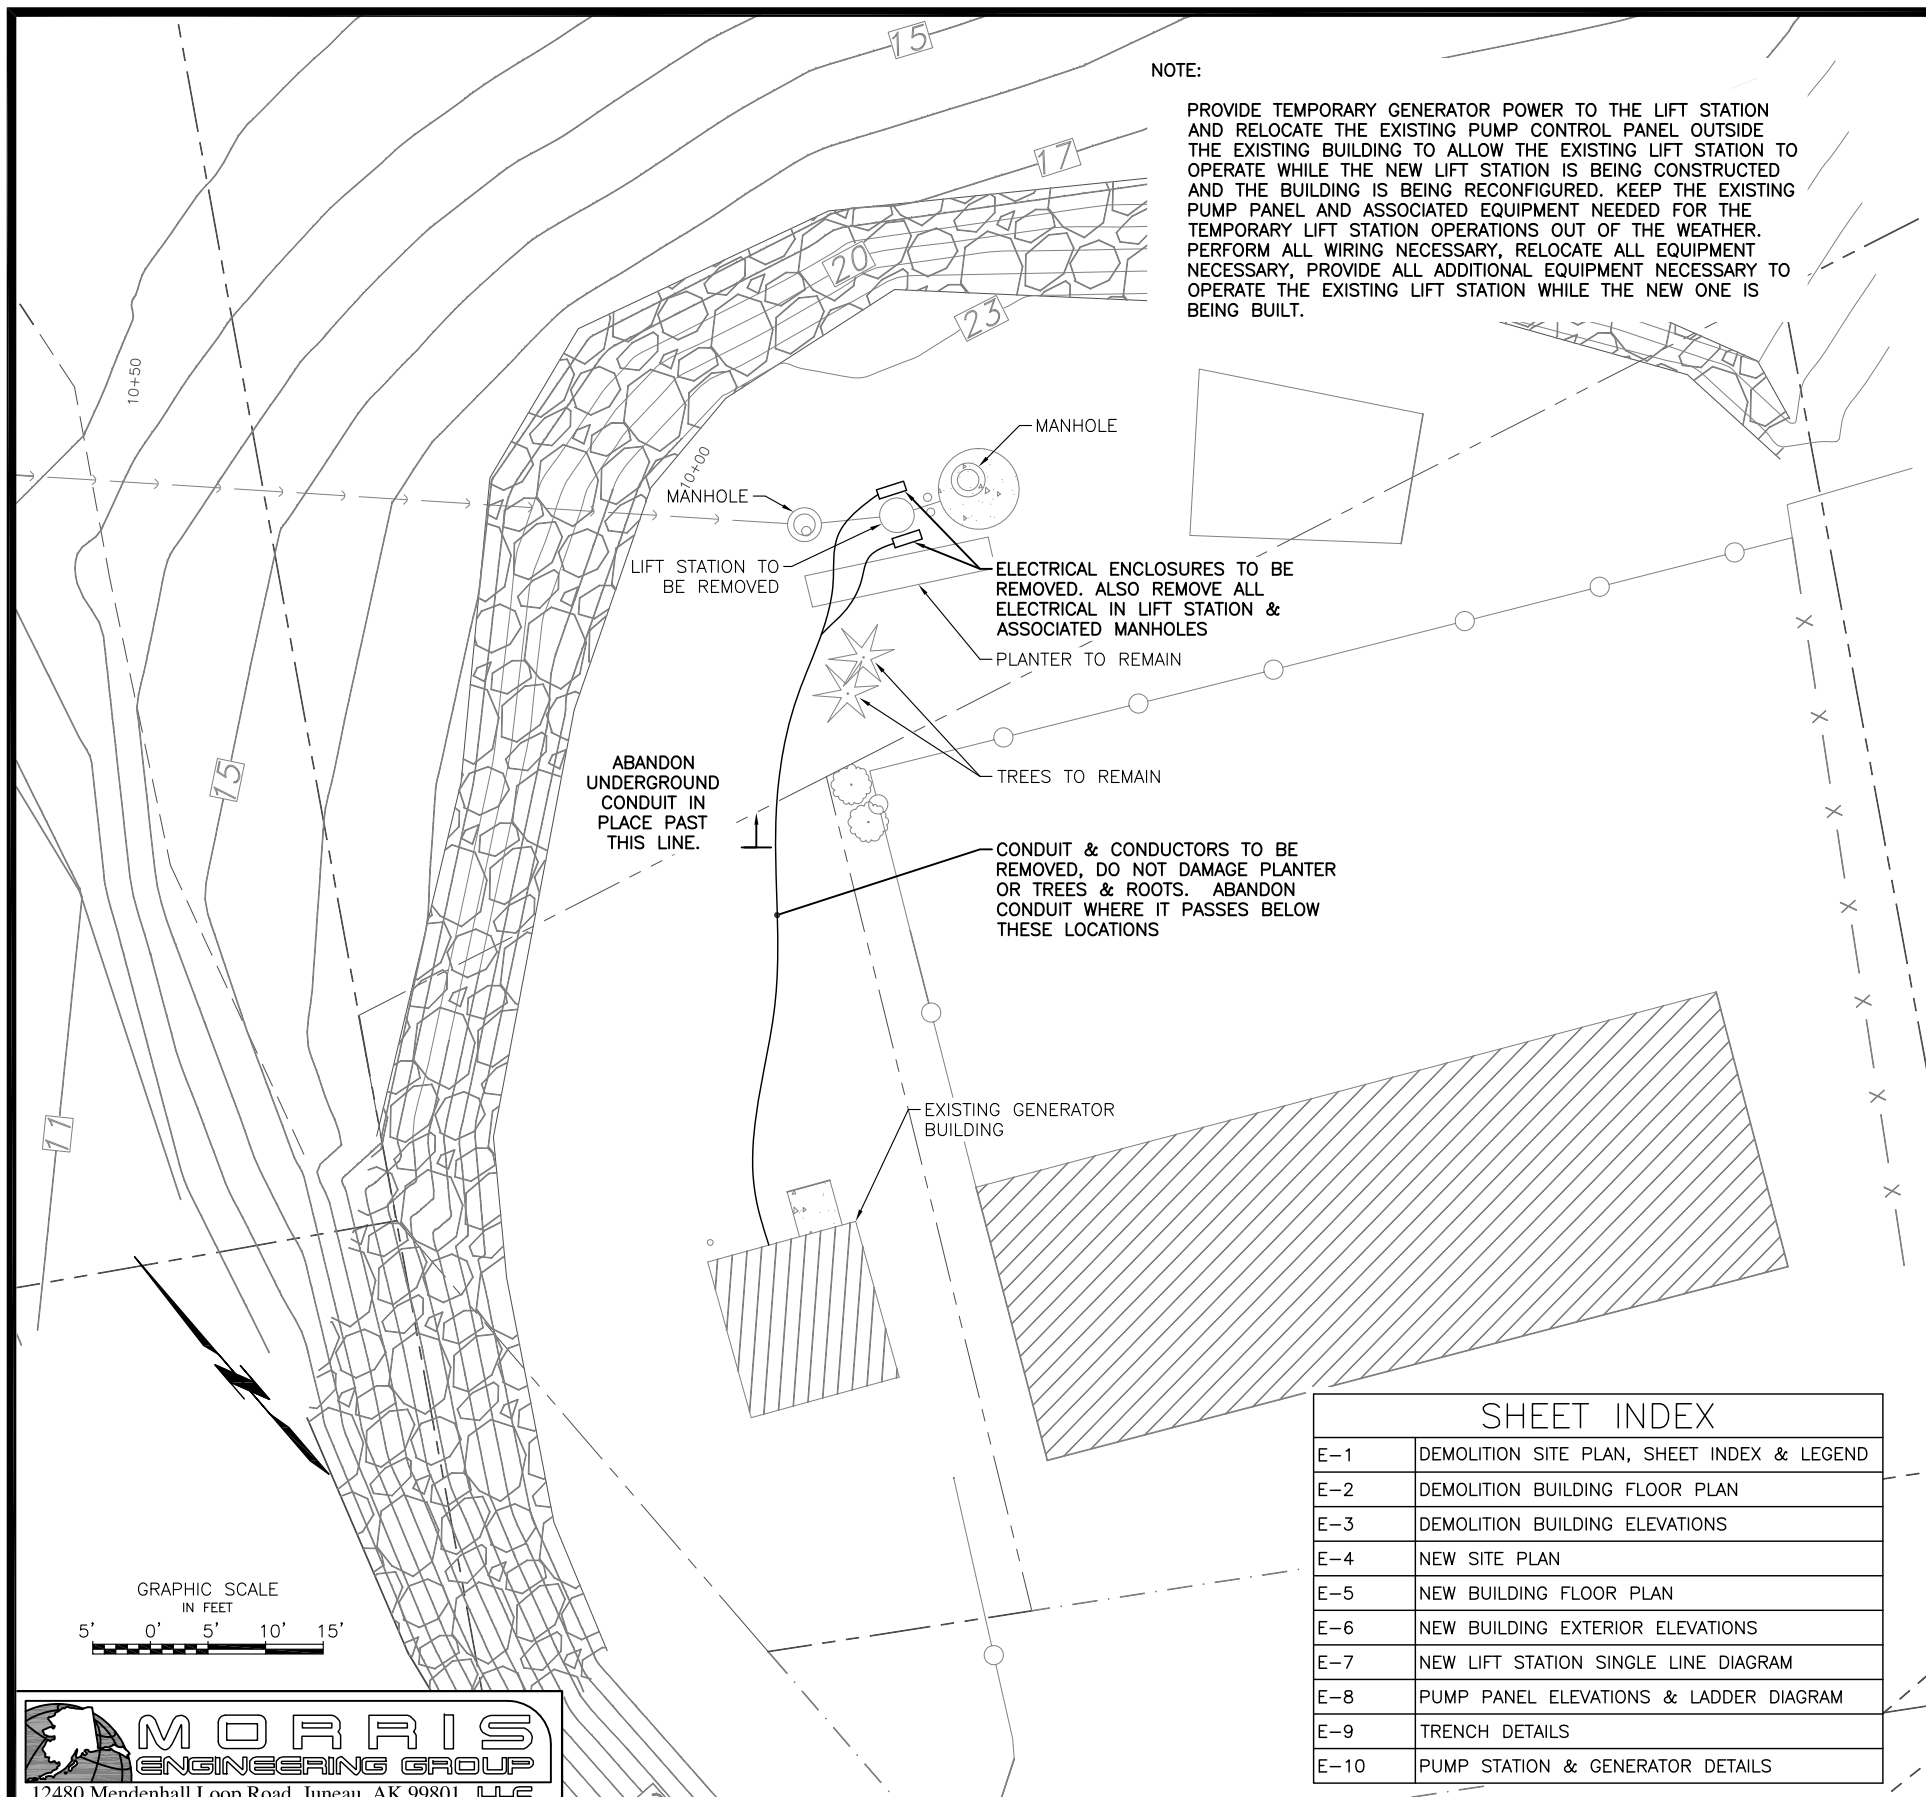 15
NOTE:
PROVIDE TEMPORARY GENERATOR POWER TO THE LIFT STATION
AND RELOCATE THE EXISTING PUMP CONTROL PANEL OUTSIDE
THE EXISTING BUILDING TO ALLOW THE EXISTING LIFT STATION TO
OPERATE WHILE THE NEW LIFT STATION IS BEING CONSTRUCTED
AND THE BUILDING IS BEING RECONFIGURED. KEEP THE EXISTING
PUMP PANEL AND ASSOCIATED EQUIPMENT NEEDED FOR THE
TEMPORARY LIFT STATION OPERATIONS OUT OF THE WEATHER.
PERFORM ALL WIRING NECESSARY, RELOCATE ALL EQUIPMENT
NECESSARY, PROVIDE ALL ADDITIONAL EQUIPMENT NECESSARY TO
OPERATE THE EXISTING LIFT STATION WHILE THE NEW ONE IS
BEING BUILT.
17
20
23
10+50
10+00
MANHOLE
MANHOLE
LIFT STATION TO
BE REMOVED
ELECTRICAL ENCLOSURES TO BE
REMOVED. ALSO REMOVE ALL
ELECTRICAL IN LIFT STATION &
ASSOCIATED MANHOLES
PLANTER TO REMAIN
TREES TO REMAIN
15
ABANDON
UNDERGROUND
CONDUIT IN
PLACE PAST
THIS LINE.
CONDUIT & CONDUCTORS TO BE
REMOVED, DO NOT DAMAGE PLANTER
OR TREES & ROOTS. ABANDON
CONDUIT WHERE IT PASSES BELOW
THESE LOCATIONS
X
X
X
X
X
X
X
11
EXISTING GENERATOR
BUILDING
SHEET INDEX
E-1 DEMOLITION SITE PLAN, SHEET INDEX & LEGEND
E-2 DEMOLITION BUILDING FLOOR PLAN
E-3 DEMOLITION BUILDING ELEVATIONS
E-4 NEW SITE PLAN
E-5 NEW BUILDING FLOOR PLAN
E-6 NEW BUILDING EXTERIOR ELEVATIONS
E-7 NEW LIFT STATION SINGLE LINE DIAGRAM
E-8 PUMP PANEL ELEVATIONS & LADDER DIAGRAM
E-9 TRENCH DETAILS
E-10 PUMP STATION & GENERATOR DETAILS
GRAPHIC SCALE
IN FEET
5' 0' 5' 10' 15'
MORRIS
ENGINEERING GROUP
12480 Mendenhall Loop Road, Juneau, AK 99801 LLC